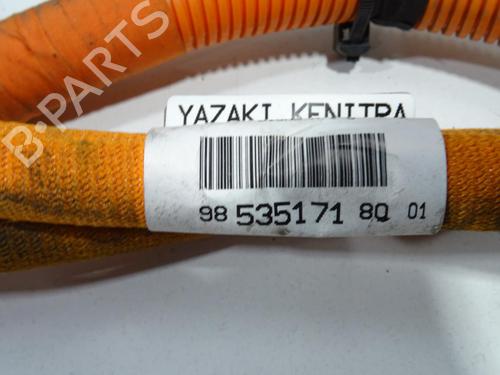 B-PARTS
YAZAKI KENITRA
98 535171 8Q 01